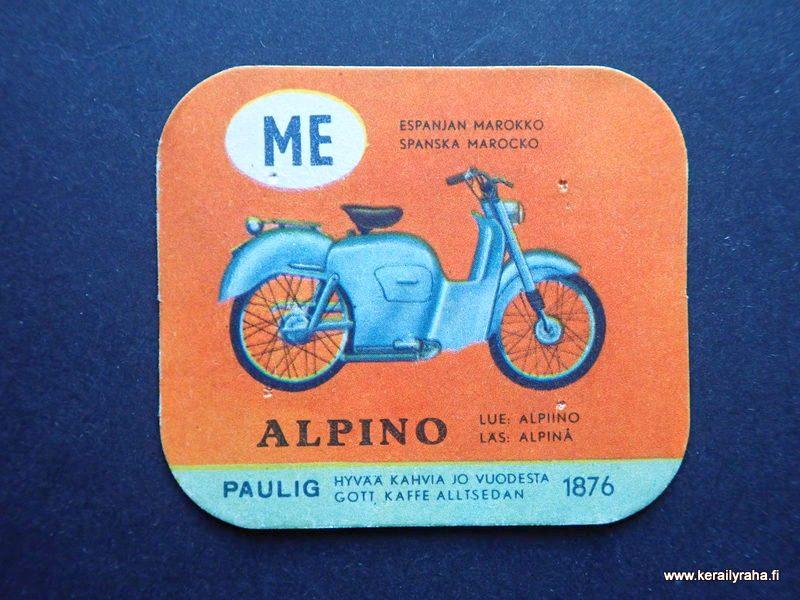 ME
ESPANJAN MAROKKO
SPANSKA MAROCKO
ALPINO
LUE: ALPIINO
LÄS: ALPINÅ
PAULIG
HYVÄÄ KAHVIA JO VUODESTA
GOTT KAFFE ALLTSEDAN
1876
www.kerailyraha.fi